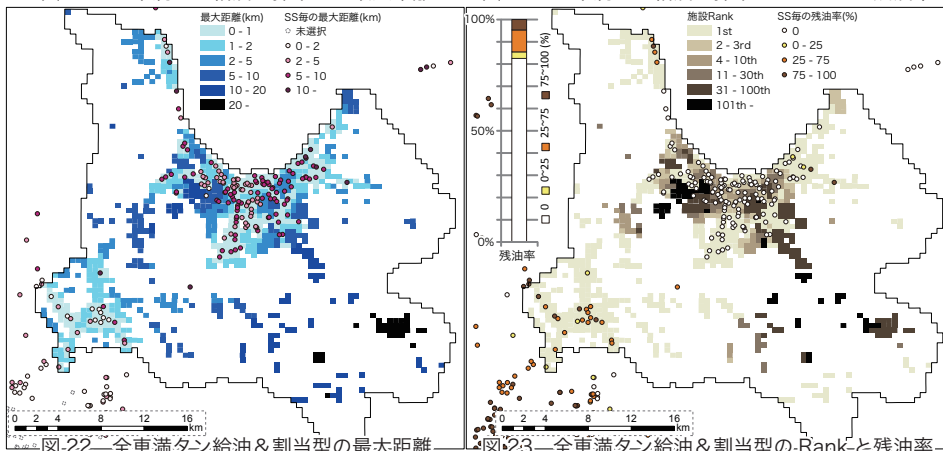 最大距離(km)
0 - 1
1 - 2
2 - 5
5 - 10
10 - 20
20 -
SS毎の最大距離(km)
未選択
0 - 2
2 - 5
5 - 10
10 -
0 2 4 8 12 16
km
図22 全車満タン給油&割当型の最大距離
100%
50%
0%
残油率
0
0~25
25~75
75~100 (%)
施設Rank
1st
2 - 3rd
4 - 10th
11 - 30th
31 - 100th
101th -
SS毎の残油率(%)
0
0 - 25
25 - 75
75 - 100
0 2 4 8 12 16
km
図23 全車満タン給油&割当型のRankと残油率